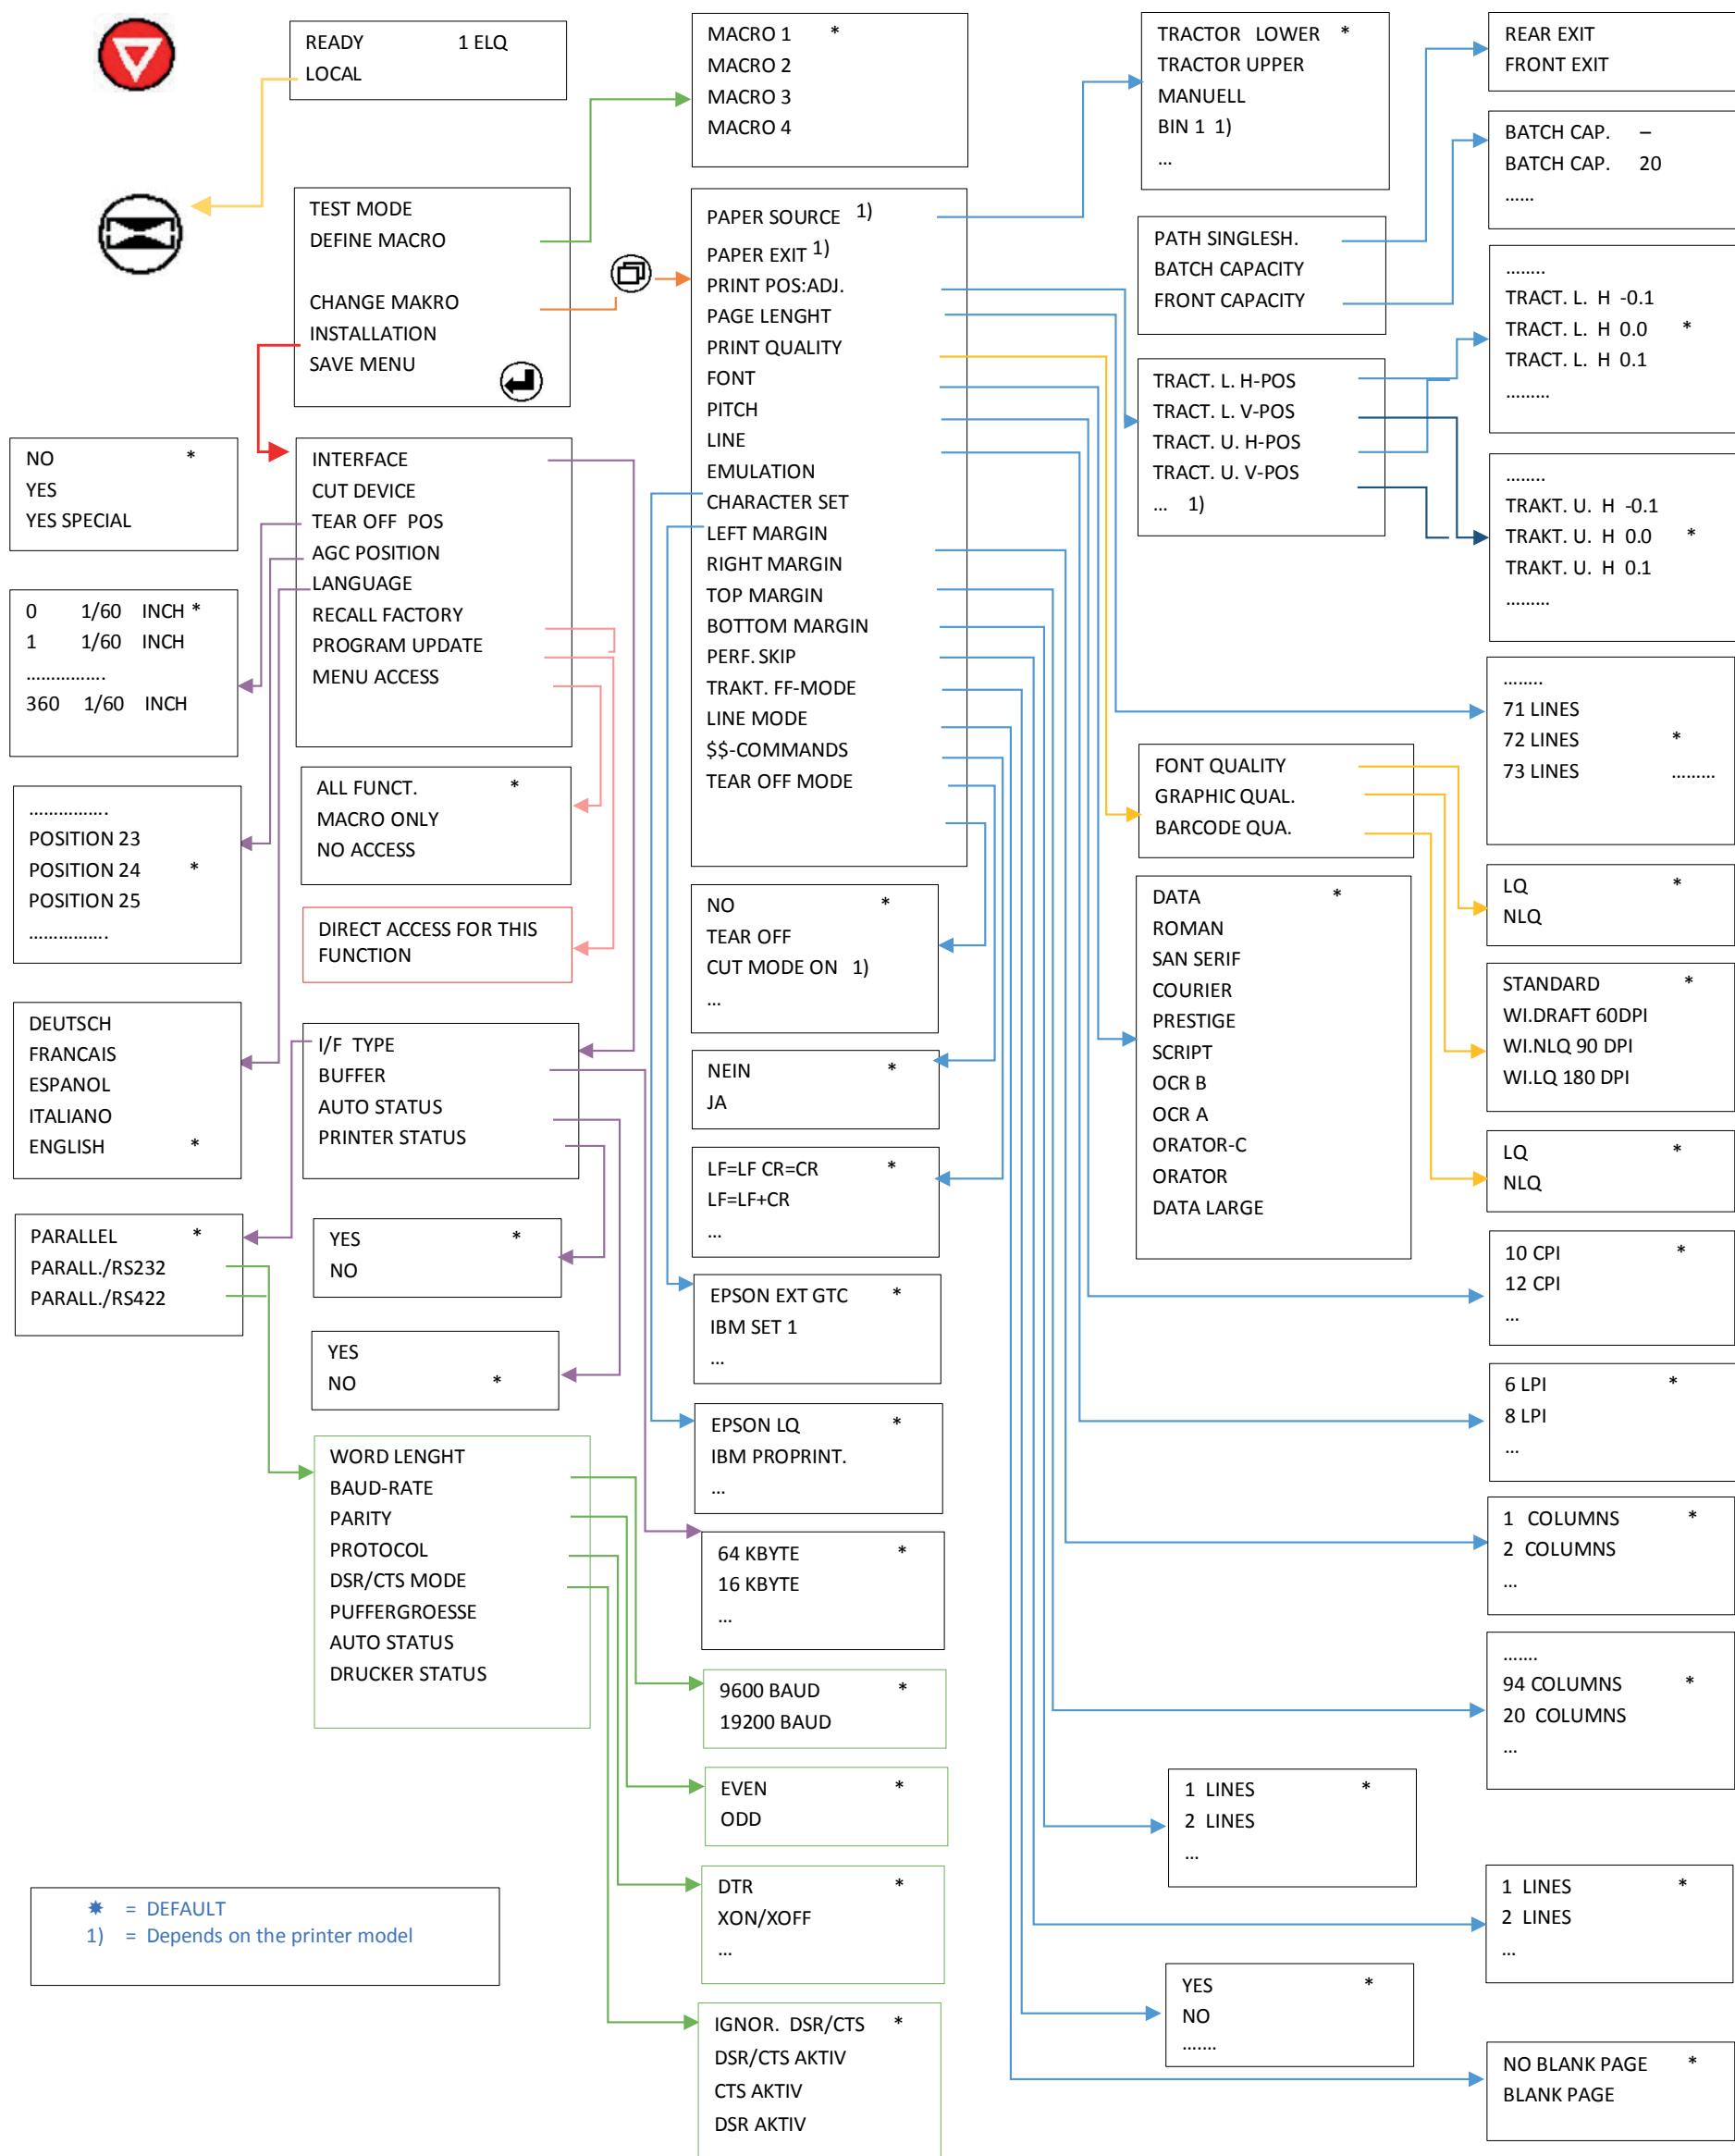 READY 1 ELQ
LOCAL
TEST MODE
DEFINE MACRO
CHANGE MAKRO
INSTALLATION
SAVE MENU
NO *
YES
YES SPECIAL
0 1/60 INCH *
1 1/60 INCH
................
360 1/60 INCH
................
POSITION 23
POSITION 24 *
POSITION 25
................
DEUTSCH
FRANCAIS
ESPANOL
ITALIANO
ENGLISH *
PARALLEL *
PARALL./RS232
PARALL./RS422
INTERFACE
CUT DEVICE
TEAR OFF POS
AGC POSITION
LANGUAGE
RECALL FACTORY
PROGRAM UPDATE
MENU ACCESS
ALL FUNCT. *
MACRO ONLY
NO ACCESS
DIRECT ACCESS FOR THIS
FUNCTION
I/F TYPE
BUFFER
AUTO STATUS
PRINTER STATUS
YES *
NO
YES
NO *
WORD LENGHT
BAUD-RATE
PARITY
PROTOCOL
DSR/CTS MODE
PUFFERGROESSE
AUTO STATUS
DRUCKER STATUS
* = DEFAULT
1) = Depends on the printer model
MACRO 1 *
MACRO 2
MACRO 3
MACRO 4
PAPER SOURCE 1)
PAPER EXIT 1)
PRINT POS:ADJ.
PAGE LENGHT
PRINT QUALITY
FONT
PITCH
LINE
EMULATION
CHARACTER SET
LEFT MARGIN
RIGHT MARGIN
TOP MARGIN
BOTTOM MARGIN
PERF. SKIP
TRAKT. FF-MODE
LINE MODE
$$-COMMANDS
TEAR OFF MODE
NO *
TEAR OFF
CUT MODE ON 1)
...
NEIN *
JA
LF=LF CR=CR *
LF=LF+CR
...
EPSON EXT GTC *
IBM SET 1
...
EPSON LQ *
IBM PROPRINT.
...
64 KBYTE *
16 KBYTE
...
9600 BAUD *
19200 BAUD
EVEN *
ODD
DTR *
XON/XOFF
...
IGNOR. DSR/CTS *
DSR/CTS AKTIV
CTS AKTIV
DSR AKTIV
TRACTOR LOWER *
TRACTOR UPPER
MANUELL
BIN 1 1)
...
PATH SINGLESH.
BATCH CAPACITY
FRONT CAPACITY
TRACT. L. H-POS
TRACT. L. V-POS
TRACT. U. H-POS
TRACT. U. V-POS
... 1)
FONT QUALITY
GRAPHIC QUAL.
BARCODE QUA.
DATA *
ROMAN
SAN SERIF
COURIER
PRESTIGE
SCRIPT
OCR B
OCR A
ORATOR-C
ORATOR
DATA LARGE
1 LINES *
2 LINES
...
YES *
NO
.......
REAR EXIT
FRONT EXIT
BATCH CAP. –
BATCH CAP. 20
......
........
TRACT. L. H -0.1
TRACT. L. H 0.0 *
TRACT. L. H 0.1
.........
........
TRAKT. U. H -0.1
TRAKT. U. H 0.0 *
TRAKT. U. H 0.1
.........
........
71 LINES
72 LINES *
73 LINES .........
LQ *
NLQ
STANDARD *
WI.DRAFT 60DPI
WI.NLQ 90 DPI
WI.LQ 180 DPI
LQ *
NLQ
10 CPI *
12 CPI
...
6 LPI *
8 LPI
...
1 COLUMNS *
2 COLUMNS
...
.......
94 COLUMNS *
20 COLUMNS
...
1 LINES *
2 LINES
...
NO BLANK PAGE *
BLANK PAGE